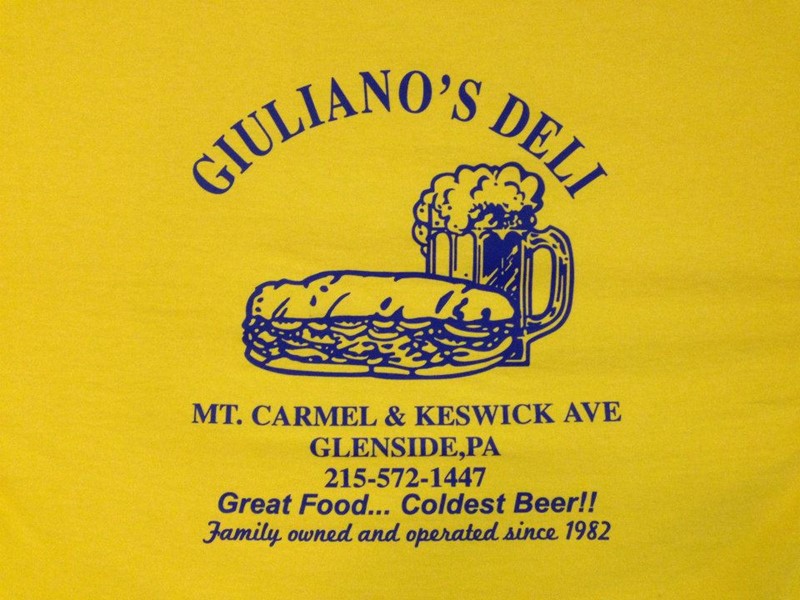 GIULIANO'S DELI
MT. CARMEL & KESWICK AVE
GLENSIDE,PA
215-572-1447
Great Food... Coldest Beer!!
Family owned and operated since 1982